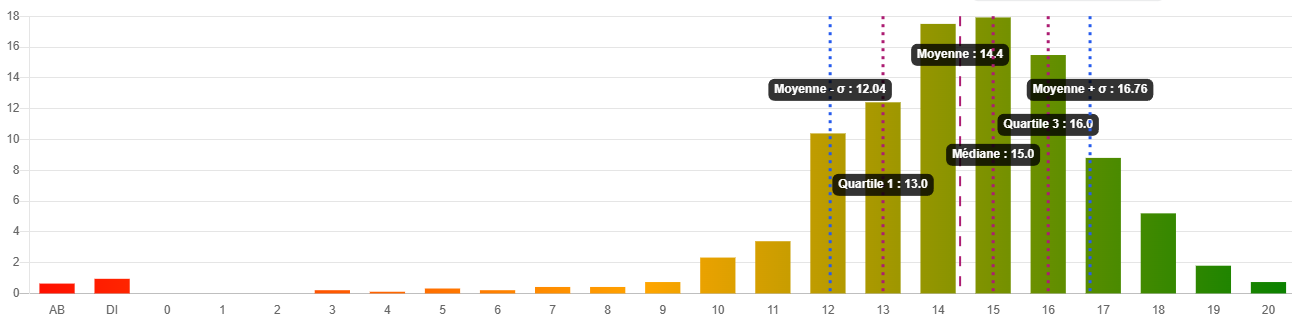 18
16
14
12
10
8
6
4
2
0
Moyenne : 14.4
Moyenne - σ : 12.04
Moyenne + σ : 16.76
Quartile 3 : 16.0
Médiane : 15.0
Quartile 1 : 13.0
AB DI 0 1 2 3 4 5 6 7 8 9 10 11 12 13 14 15 16 17 18 19 20